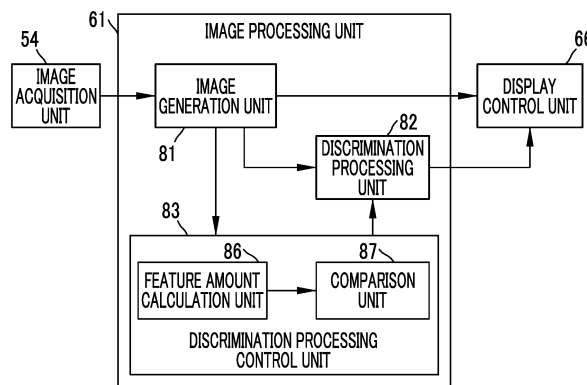 61
IMAGE PROCESSING UNIT
54
IMAGE
ACQUISITION
UNIT
IMAGE
GENERATION UNIT
81
66
DISPLAY
CONTROL UNIT
82
DISCRIMINATION
PROCESSING
UNIT
83
86
FEATURE AMOUNT
CALCULATION UNIT
87
COMPARISON
UNIT
DISCRIMINATION PROCESSING
CONTROL UNIT